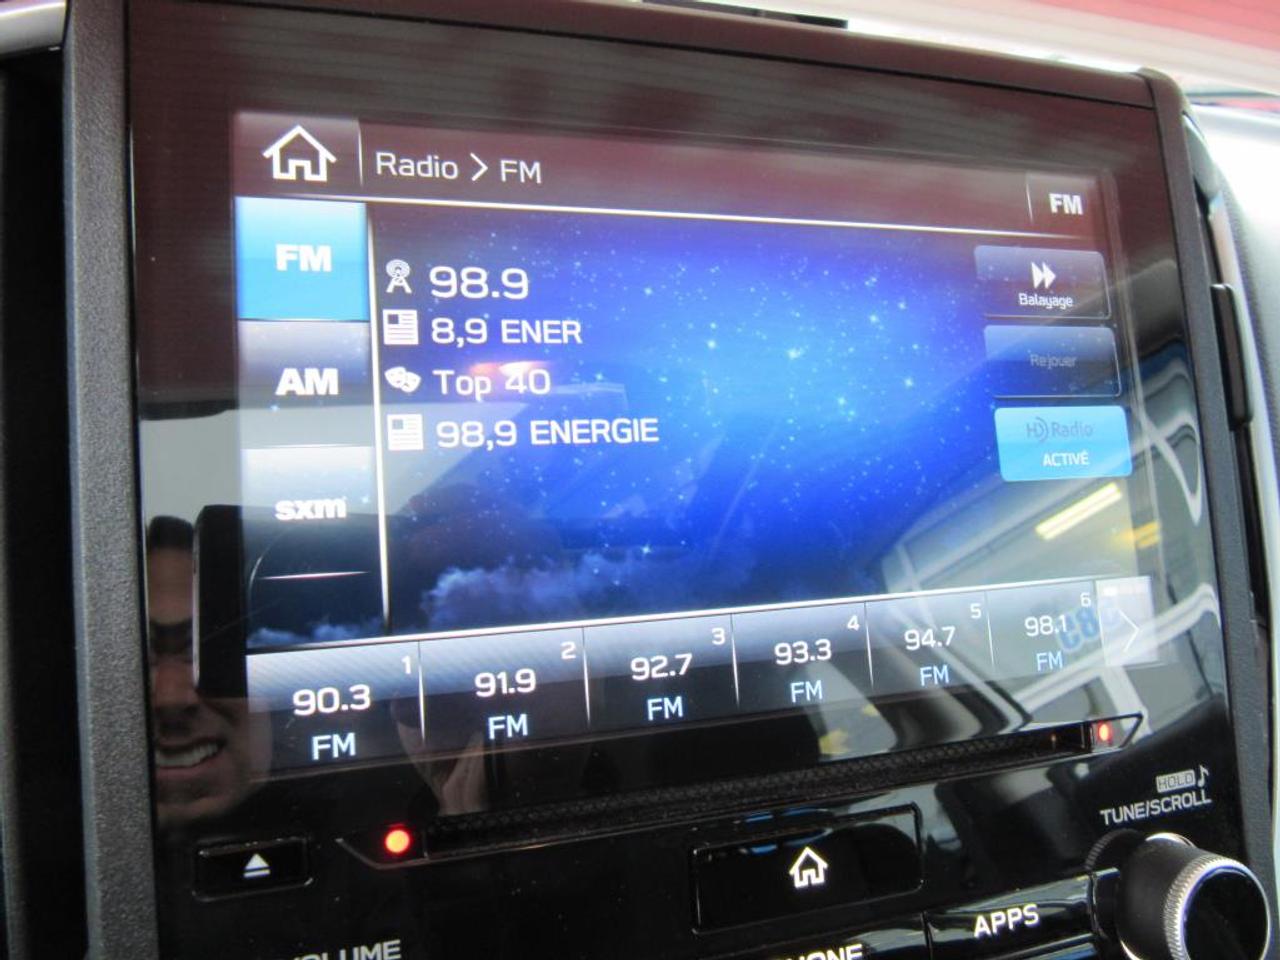 Radio > FM
FM
FM
AM
sxm
98.9
8,9 ENER
Top 40
98,9 ENERGIE
Balayage
Rejouer
HD Radio
ACTIVÉ
1 2 3 4 5 6
90.3 91.9 92.7 93.3 94.7 98.1
FM FM FM FM FM FM
HOLD
TUNE/SCROLL
APPS
VOLUME